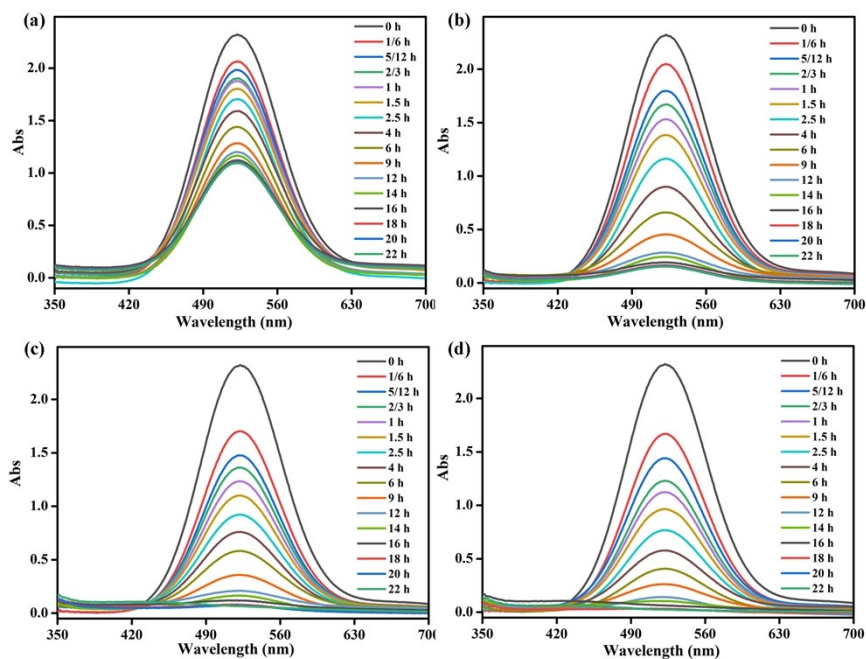 (a)
0 h
1/6 h
5/12 h
2/3 h
1 h
1.5 h
2.5 h
4 h
6 h
9 h
12 h
14 h
16 h
18 h
20 h
22 h
2.0
1.5
1.0
0.5
0.0
Abs
350 420 490 560 630 700
Wavelength (nm)
(b)
0 h
1/6 h
5/12 h
2/3 h
1 h
1.5 h
2.5 h
4 h
6 h
9 h
12 h
14 h
16 h
18 h
20 h
22 h
2.0
1.5
1.0
0.5
0.0
Abs
350 420 490 560 630 700
Wavelength (nm)
(c)
0 h
1/6 h
5/12 h
2/3 h
1 h
1.5 h
2.5 h
4 h
6 h
9 h
12 h
14 h
16 h
18 h
20 h
22 h
2.0
1.5
1.0
0.5
0.0
Abs
350 420 490 560 630 700
Wavelength (nm)
(d)
0 h
1/6 h
5/12 h
2/3 h
1 h
1.5 h
2.5 h
4 h
6 h
9 h
12 h
14 h
16 h
18 h
20 h
22 h
2.0
1.5
1.0
0.5
0.0
Abs
350 420 490 560 630 700
Wavelength (nm)